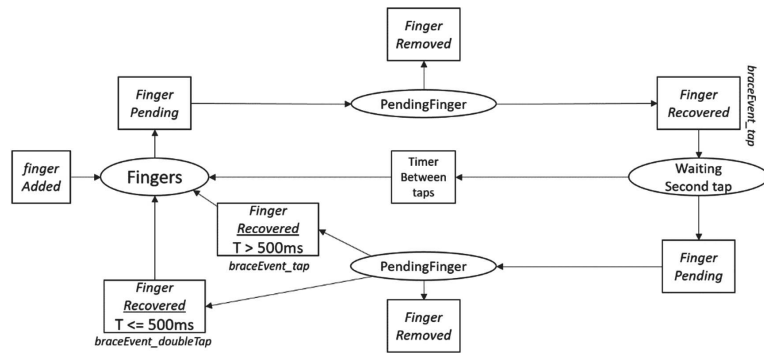 Finger
Removed
Finger
Pending
PendingFinger
Finger
Recovered
braceEvent_tap
finger
Added
Fingers
Timer
Between
taps
Waiting
Second tap
Finger
Recovered
T > 500ms
braceEvent_tap
PendingFinger
Finger
Pending
Finger
Recovered
T <= 500ms
braceEvent_doubleTap
Finger
Removed